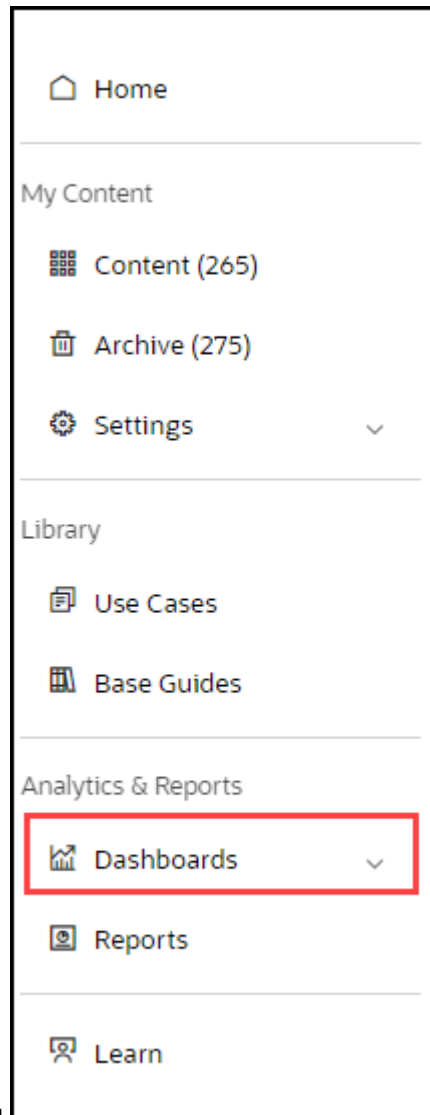 Home
My Content
Content (265)
Archive (275)
Settings
Library
Use Cases
Base Guides
Analytics & Reports
Dashboards
Reports
Learn